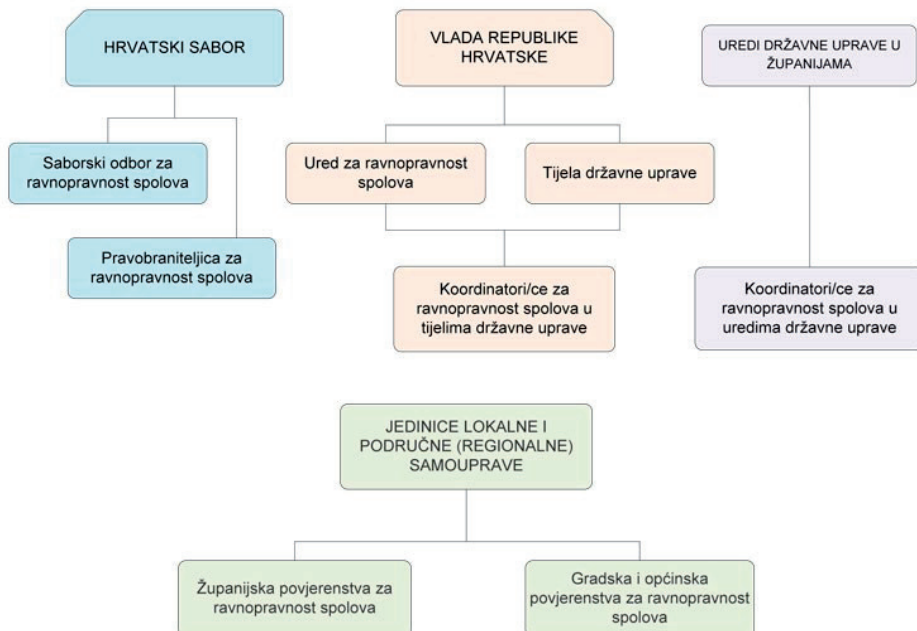 HRVATSKI SABOR
VLADA REPUBLIKE
HRVATSKE
UREDI DRŽAVNE UPRAVE U
ŽUPANIJAMA
Saborski odbor za
ravnopravnost spolova
Ured za ravnopravnost
spolova
Tijela državne uprave
Pravobraniteljica za
ravnopravnost spolova
Koordinatori/ce za
ravnopravnost spolova u
tijelima državne uprave
Koordinatori/ce za
ravnopravnost spolova u
uredima državne uprave
JEDINICE LOKALNE I
PODRUČNE (REGIONALNE)
SAMOUPRAVE
Županijska povjerenstva za
ravnopravnost spolova
Gradska i općinska
povjerenstva za ravnopravnost
spolova